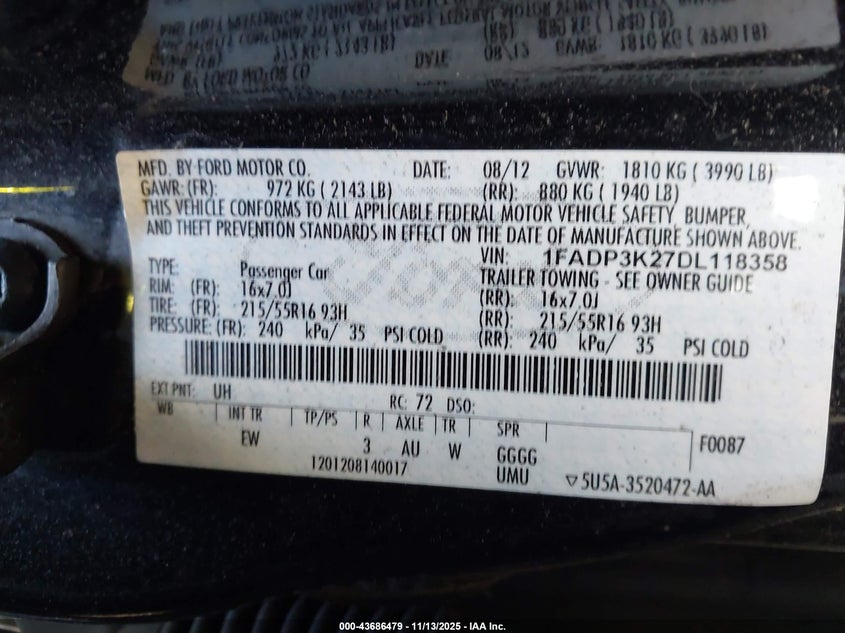 MFD. BY FORD MOTOR CO. DATE: 08/12 GVWR: 1810 KG ( 3990 LB)
GAWR: (FR): 972 KG ( 2143 LB) (RR): 880 KG ( 1940 LB)
THIS VEHICLE CONFORMS TO ALL APPLICABLE FEDERAL MOTOR VEHICLE SAFETY, BUMPER,
AND THEFT PREVENTION STANDARDS IN EFFECT ON THE DATE OF MANUFACTURE SHOWN ABOVE.
VIN: 1FADP3K27DL118358
TYPE: Passenger Car TRAILER TOWING - SEE OWNER GUIDE
RIM: (FR): 16x7.0J (RR): 16x7.0J
TIRE: (FR): 215/55R16 93H (RR): 215/55R16 93H
PRESSURE: (FR): 240 kPa/ 35 PSI COLD (RR): 240 kPa/ 35 PSI COLD
EXT PNT: UH RC: 72 DSO:
WB INT TR TP/PS R AXLE TR SPR
EW 3 AU W GGGG F0087
1201208140017 UMU ▽5U5A-3520472-AA
000-43686479 - 11/13/2025 - IAA Inc.